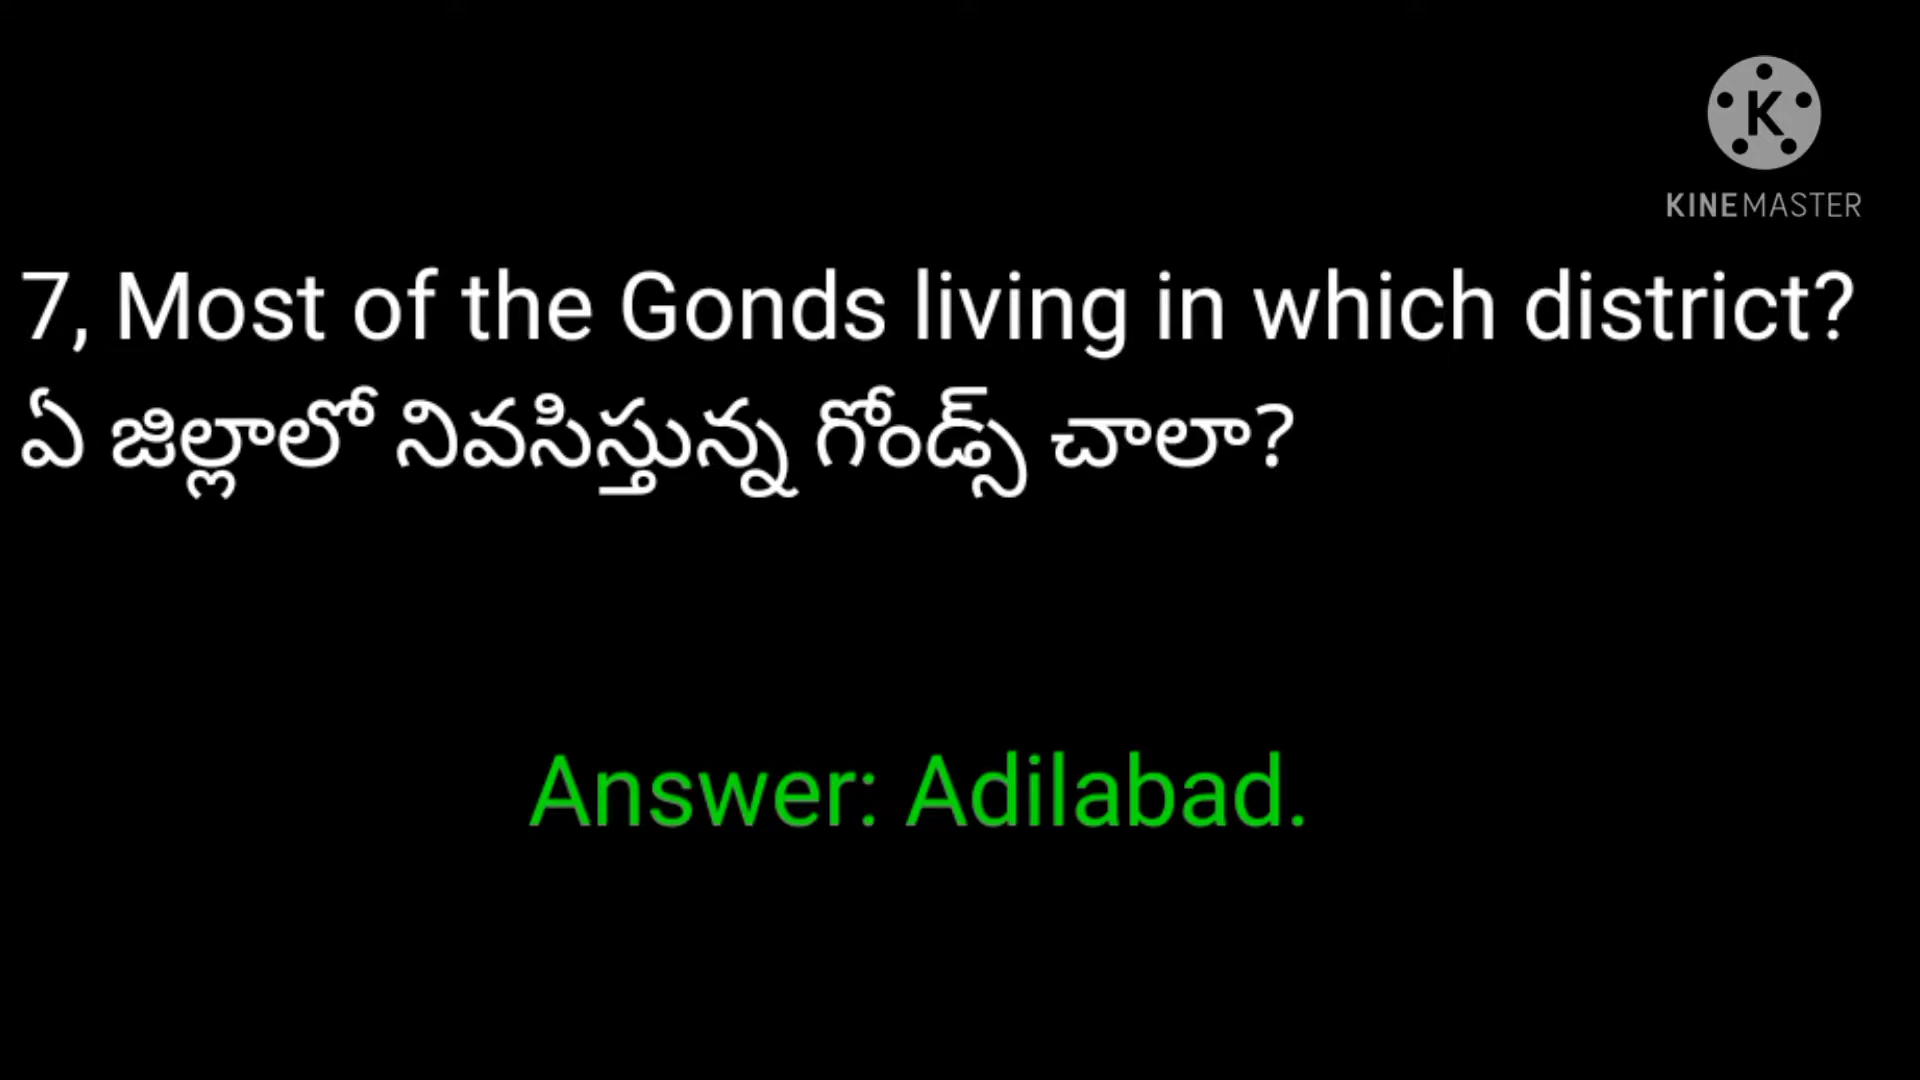 K
KINEMASTER
7, Most of the Gonds living in which district?
ఏ జిల్లాలో నివసిస్తున్న గోండ్స్ చాలా?
Answer: Adilabad.